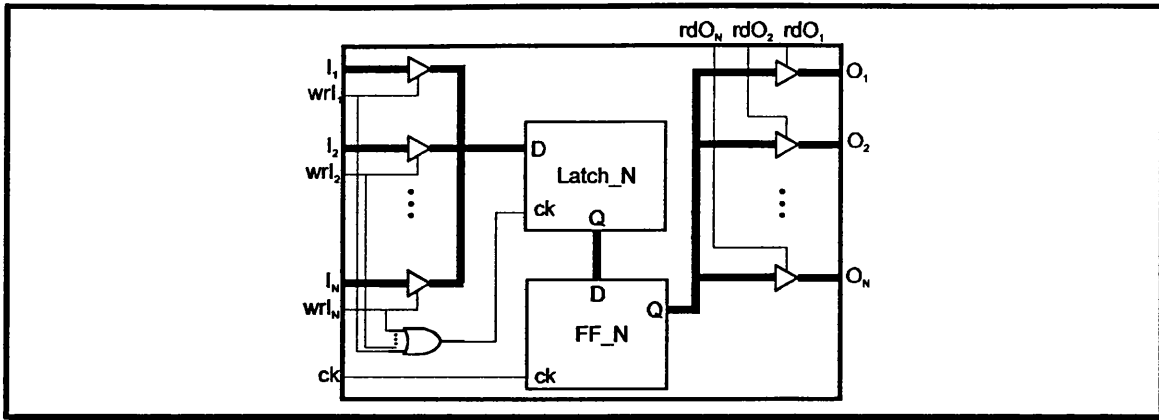 rdO_N rdO_2 rdO_1
I_1
wrI_1
I_2
wrI_2
I_N
wrI_N
ck
D
Latch_N
ck
Q
D
Q
FF_N
ck
O_1
O_2
O_N